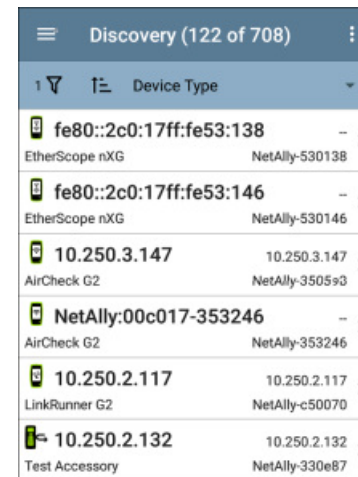 Discovery (122 of 708)
1 Device Type
fe80::2c0:17ff:fe53:138 --
EtherScope nXG NetAlly-530138
fe80::2c0:17ff:fe53:146 --
EtherScope nXG NetAlly-530146
10.250.3.147 10.250.3.147
AirCheck G2 NetAlly-350593
NetAlly:00c017-353246
AirCheck G2 NetAlly-353246
10.250.2.117 10.250.2.117
LinkRunner G2 NetAlly-c50070
10.250.2.132 10.250.2.132
Test Accessory NetAlly-330e87